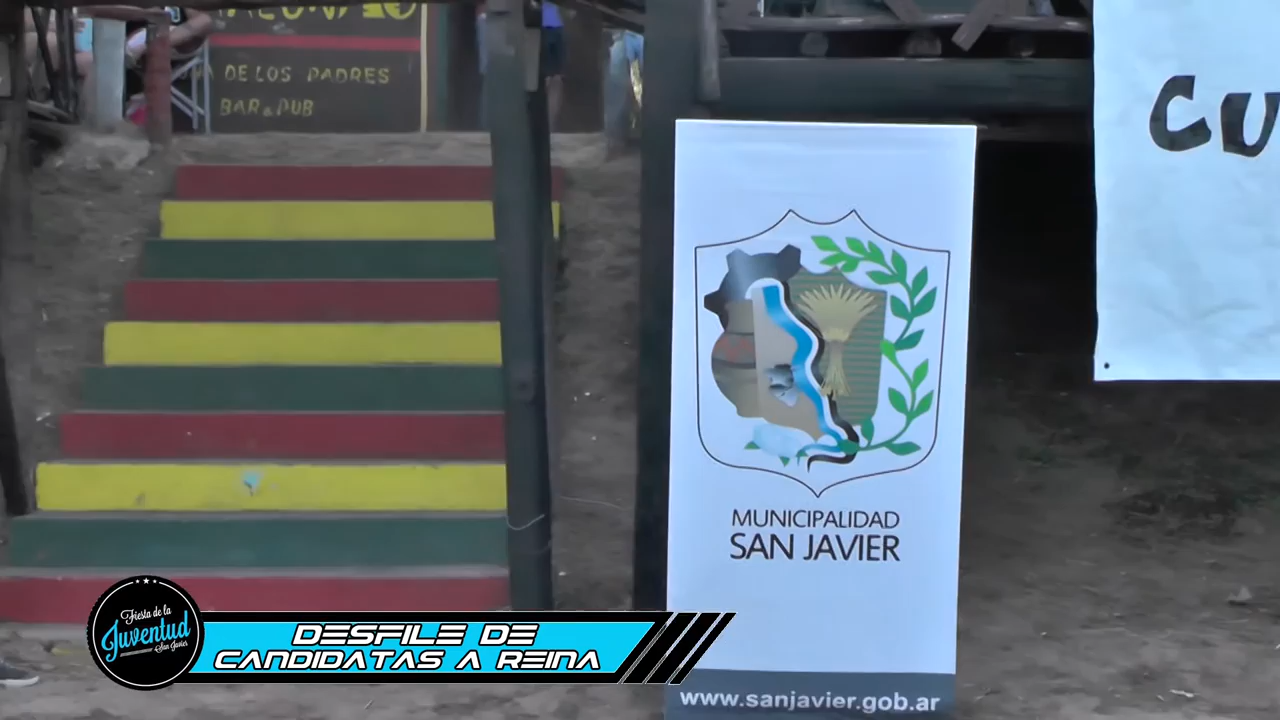 DE LOS PADRES
BAR & PUB
CU
MUNICIPALIDAD
SAN JAVIER
www.sanjavier.gob.ar
Fiesta de la
Juventud
San Javier
DESFILE DE
CANDIDATAS A REINA